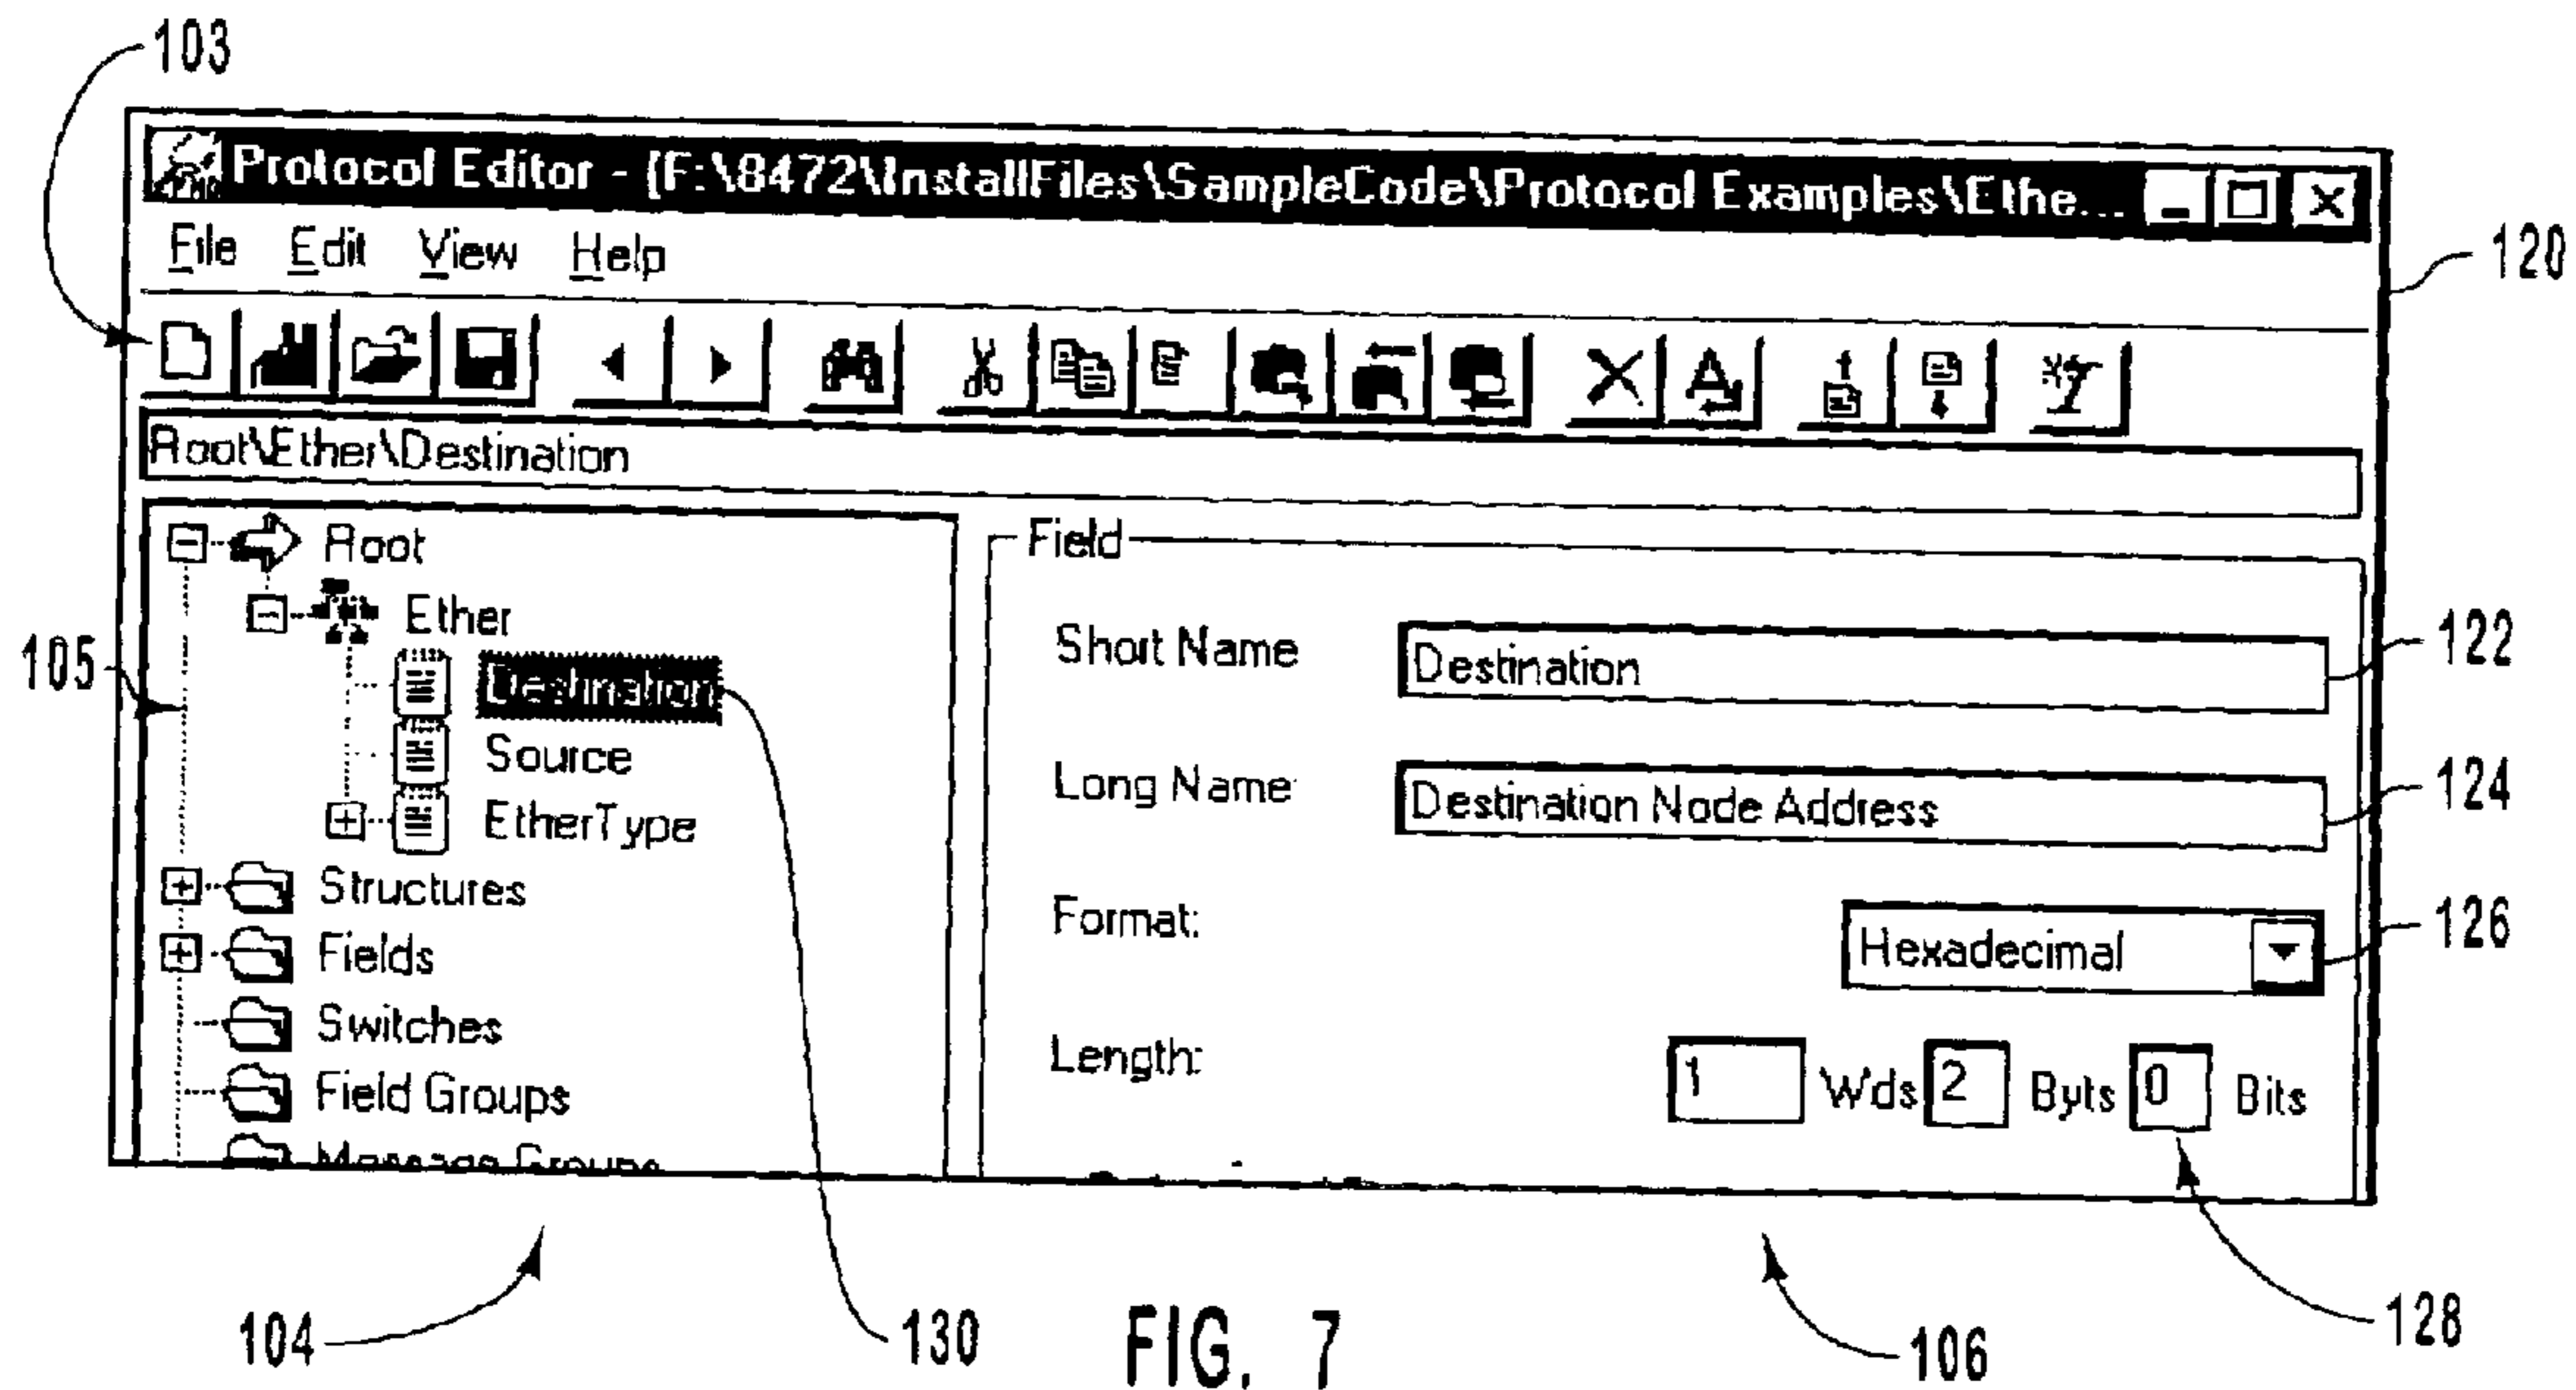 103
Protocol Editor - [F:\8472\InstallFiles\SampleCode\Protocol Examples\Ethe...
File Edit View Help
120
Root\Ether\Destination
Root
Ether
Destination
Source
EtherType
Structures
Fields
Switches
Field Groups
Message Groups
105
Field
Short Name Destination
122
Long Name: Destination Node Address
124
Format: Hexadecimal
126
Length: 1 Wds 2 Byts 0 Bits
104
130
106
128
FIG. 7